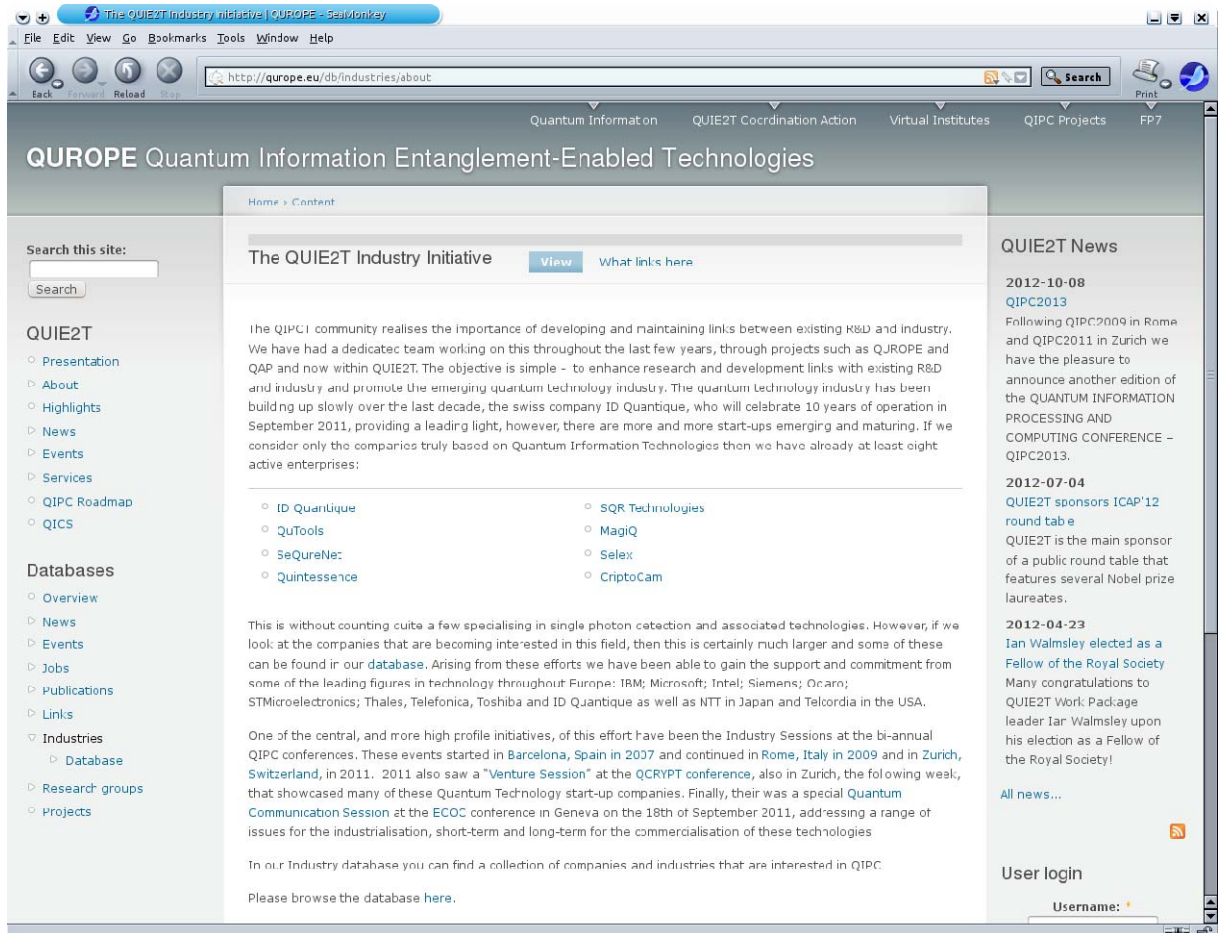 The QUIE2T Industry Initiative | QUROPE - SeaMonkey
File Edit View Go Bookmarks Tools Window Help
Back Forward Reload Stop
http://qurope.eu/db/industries/about
Search
Print
Quantum Information QUIE2T Coordination Action Virtual Institutes QIPC Projects FP7
QUROPE Quantum Information Entanglement-Enabled Technologies
Home › Content
Search this site:
Search
QUIE2T
Presentation
About
Highlights
News
Events
Services
QIPC Roadmap
QICS
Databases
Overview
News
Events
Jobs
Publications
Links
Industries
Database
Research groups
Projects
The QUIE2T Industry Initiative
View What links here
The QIPCT community realises the importance of developing and maintaining links between existing R&D and industry.
We have had a dedicated team working on this throughout the last few years, through projects such as QUROPE and
QAP and now within QUIE2T. The objective is simple - to enhance research and development links with existing R&D
and industry and promote the emerging quantum technology industry. The quantum technology industry has been
building up slowly over the last decade, the swiss company ID Quantique, who will celebrate 10 years of operation in
September 2011, providing a leading light, however, there are more and more start-ups emerging and maturing. If we
consider only the companies truly based on Quantum Information Technologies then we have already at least eight
active enterprises:
ID Quantique
QuTools
SeQureNet
Quintessence
SQR Technologies
MagiQ
Selex
CriptoCam
This is without counting quite a few specialising in single photon detection and associated technologies. However, if we
look at the companies that are becoming interested in this field, then this is certainly much larger and some of these
can be found in our database. Arising from these efforts we have been able to gain the support and commitment from
some of the leading figures in technology throughout Europe: IBM; Microsoft; Intel; Siemens; Oclaro;
STMicroelectronics; Thales, Telefonica, Toshiba and ID Quantique as well as NTT in Japan and Telcordia in the USA.
One of the central, and more high profile initiatives, of this effort have been the Industry Sessions at the bi-annual
QIPC conferences. These events started in Barcelona, Spain in 2007 and continued in Rome, Italy in 2009 and in Zurich,
Switzerland, in 2011. 2011 also saw a "Venture Session" at the QCRYPT conference, also in Zurich, the following week,
that showcased many of these Quantum Technology start-up companies. Finally, their was a special Quantum
Communication Session at the ECOC conference in Geneva on the 18th of September 2011, addressing a range of
issues for the industrialisation, short-term and long-term for the commercialisation of these technologies
In our Industry database you can find a collection of companies and industries that are interested in QIPC
Please browse the database here.
QUIE2T News
2012-10-08
QIPC2013
Following QIPC2009 in Rome
and QIPC2011 in Zurich we
have the pleasure to
announce another edition of
the QUANTUM INFORMATION
PROCESSING AND
COMPUTING CONFERENCE –
QIPC2013.
2012-07-04
QUIE2T sponsors ICAP'12
round table
QUIE2T is the main sponsor
of a public round table that
features several Nobel prize
laureates.
2012-04-23
Ian Walmsley elected as a
Fellow of the Royal Society
Many congratulations to
QUIE2T Work Package
leader Ian Walmsley upon
his election as a Fellow of
the Royal Society!
All news...
User login
Username: *